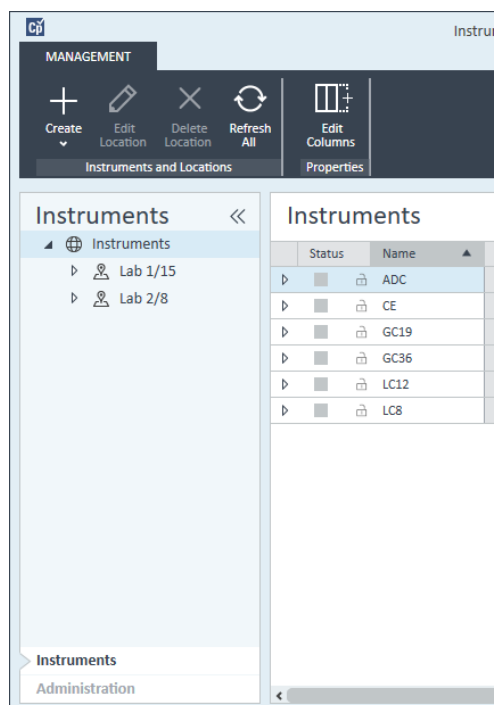 Cp
Instru
MANAGEMENT
Create
Edit Location
Delete Location
Refresh All
Edit Columns
Instruments and Locations
Properties
Instruments
Instruments
Lab 1/15
Lab 2/8
Instruments
Administration
Instruments
Status Name
ADC
CE
GC19
GC36
LC12
LC8